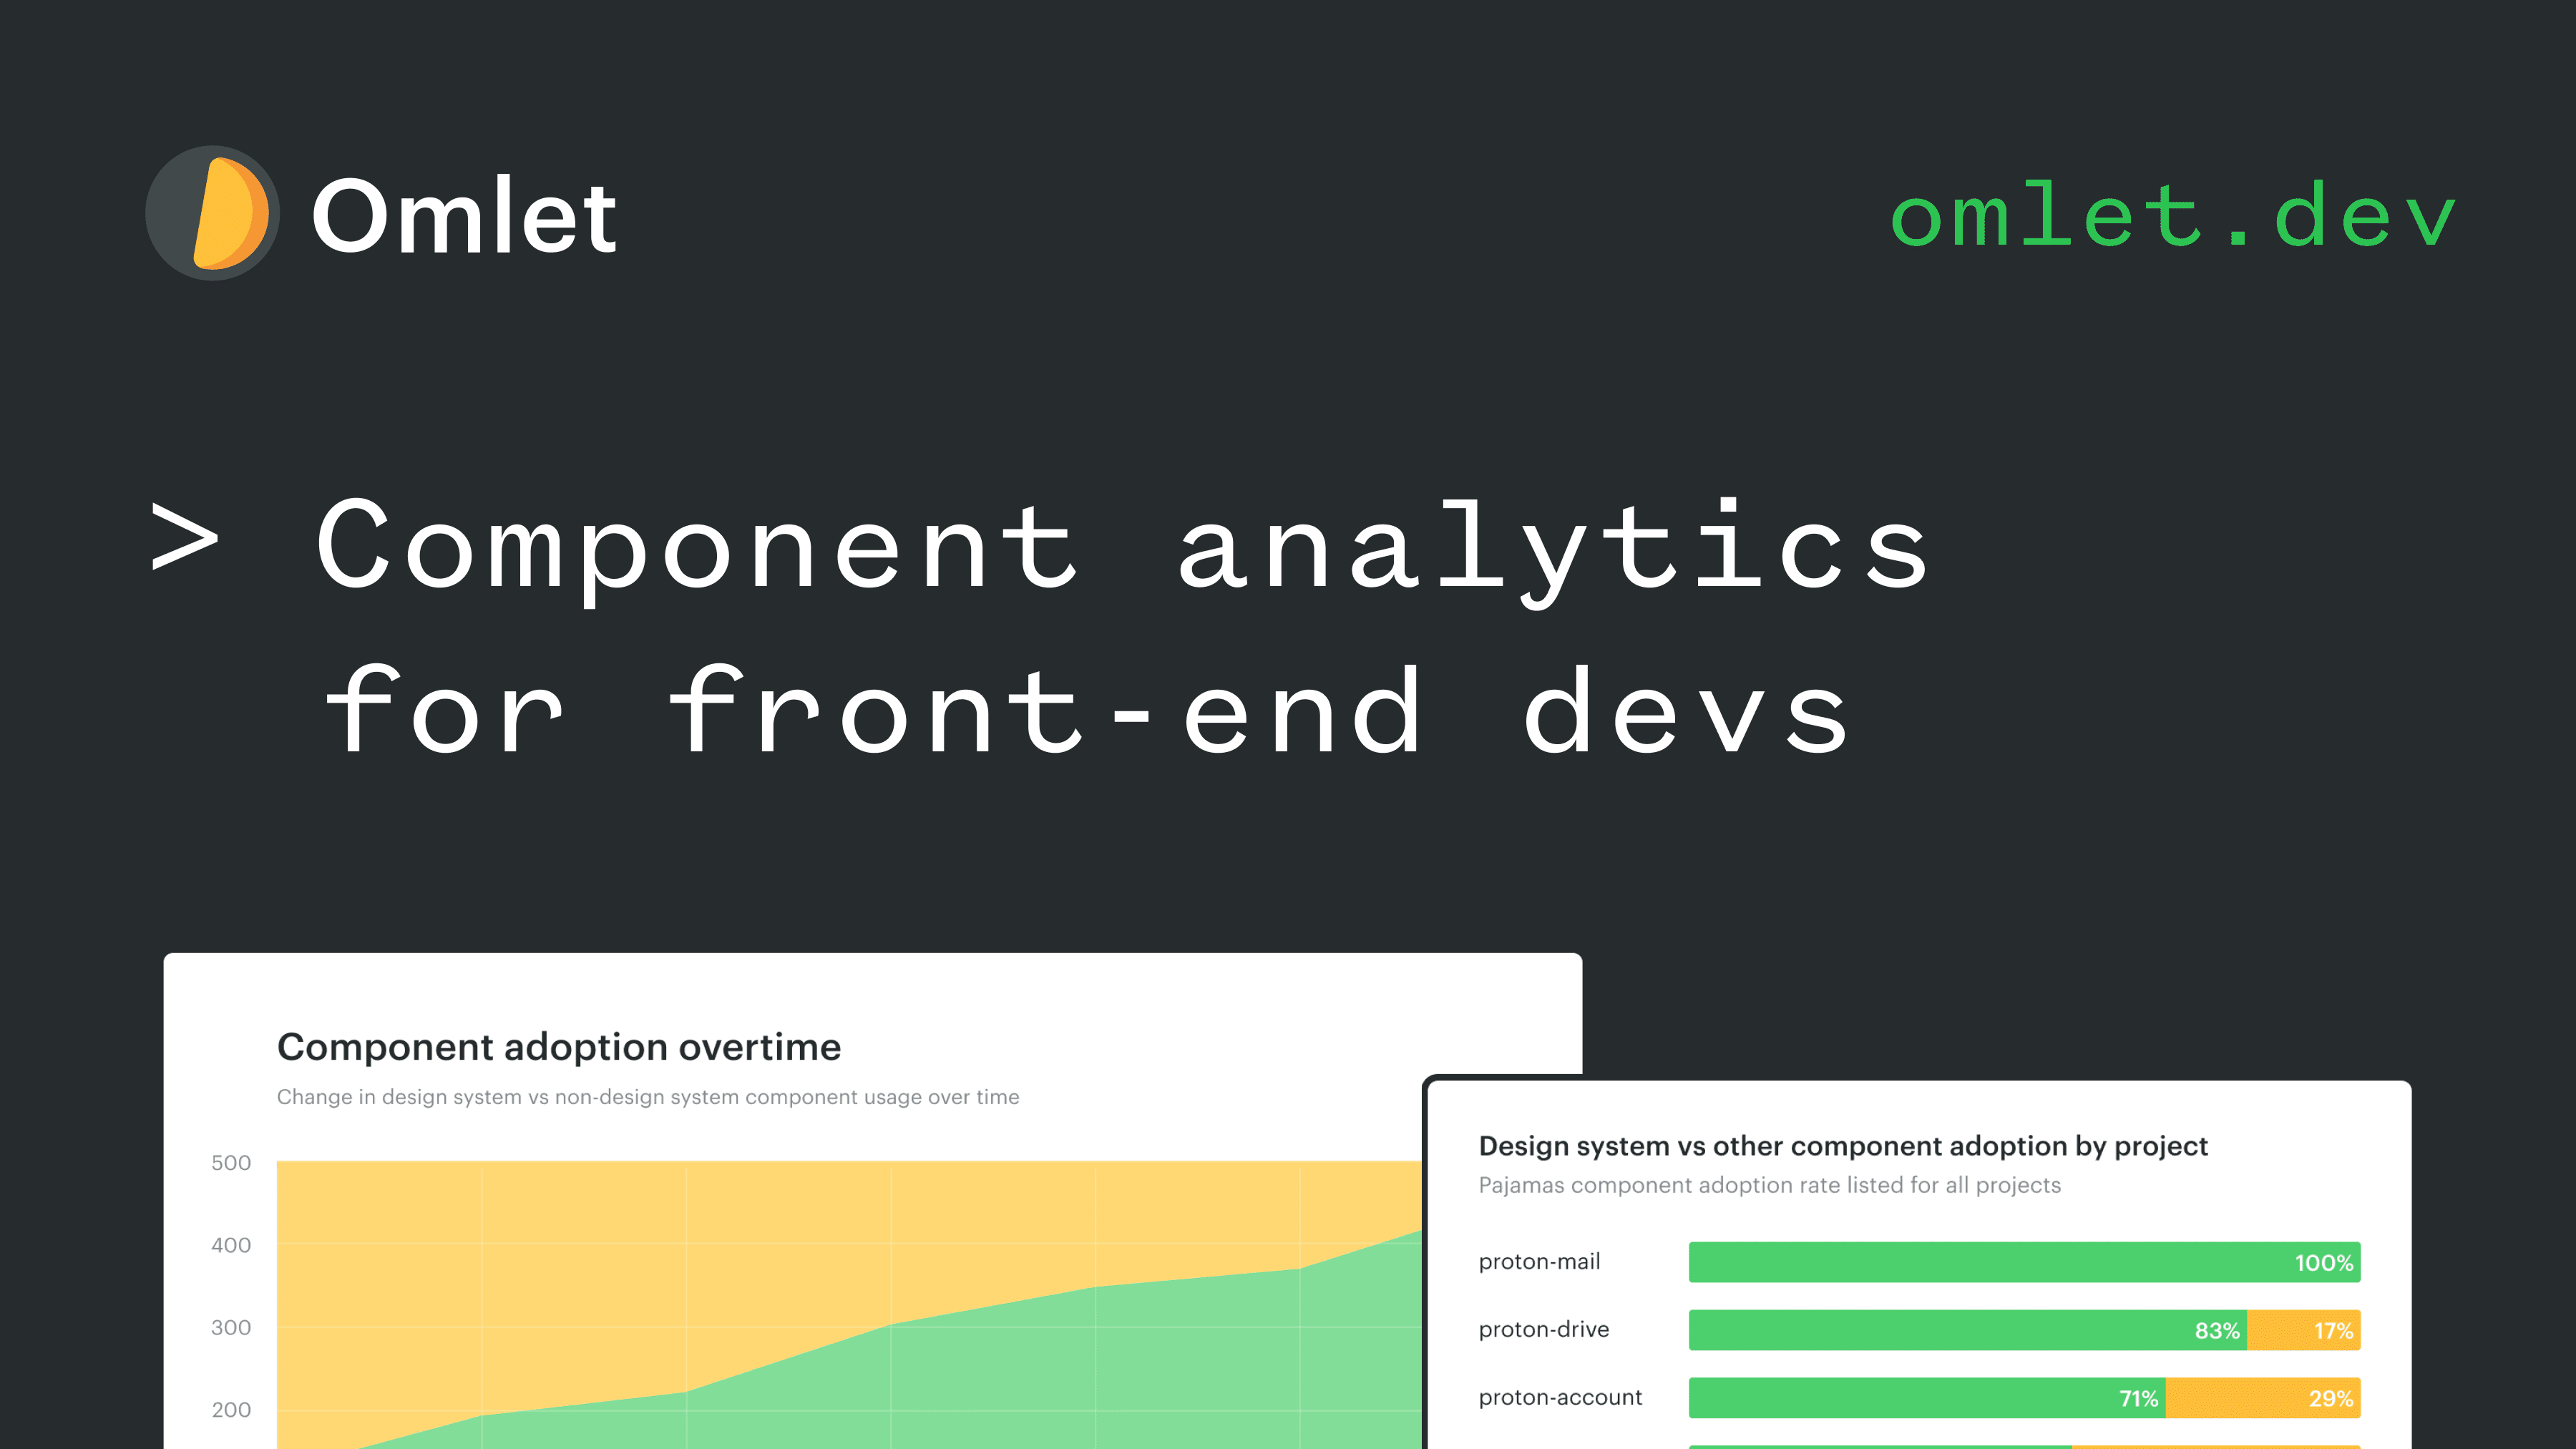 Omlet
omlet.dev
> Component analytics
for front-end devs
Component adoption overtime
Change in design system vs non-design system component usage over time
500
400
300
200
Design system vs other component adoption by project
Pajamas component adoption rate listed for all projects
proton-mail 100%
proton-drive 83% 17%
proton-account 71% 29%